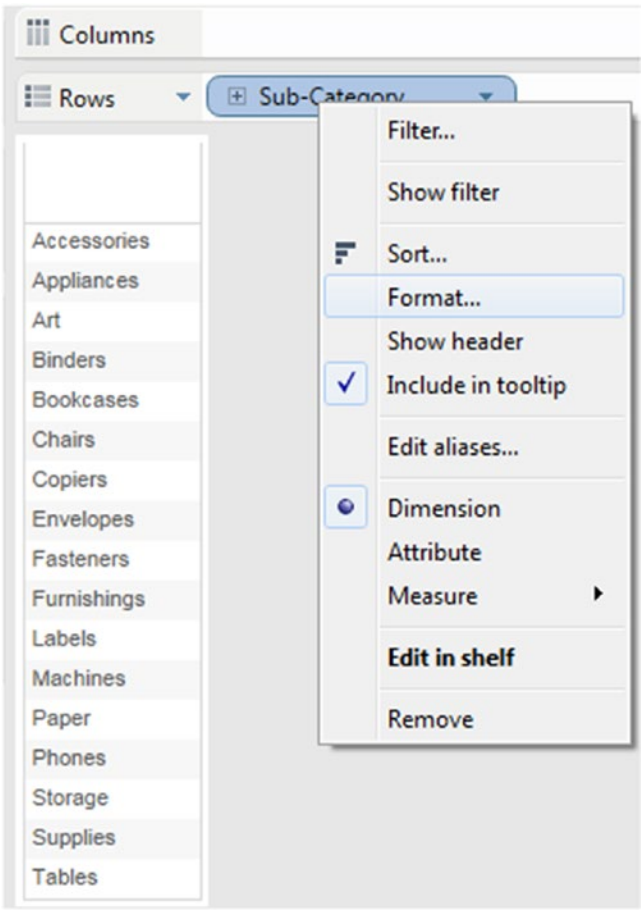 Columns
Rows
Sub-Category
Filter...
Show filter
Sort...
Format...
Show header
Include in tooltip
Edit aliases...
Dimension
Attribute
Measure
Edit in shelf
Remove
Accessories
Appliances
Art
Binders
Bookcases
Chairs
Copiers
Envelopes
Fasteners
Furnishings
Labels
Machines
Paper
Phones
Storage
Supplies
Tables